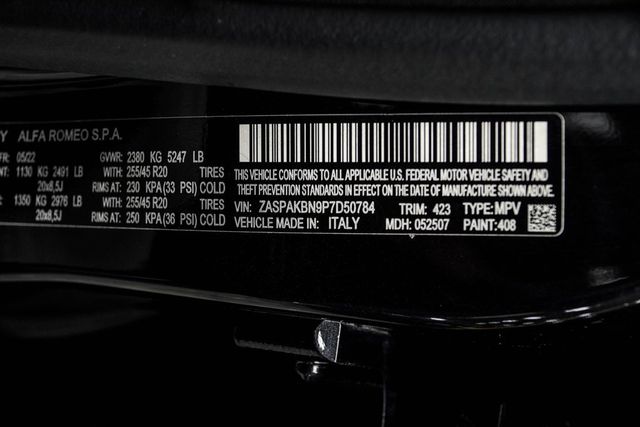 Y ALFA ROMEO S.P.A.
FR: 05/22 GVWR: 2380 KG 5247 LB
T 1130 KG 2491 LB WITH: 255/45 R20 TIRES
20x8,5J RIMS AT: 230 KPA(33 PSI) COLD
: 1350 KG 2976 LB WITH: 255/45 R20 TIRES
20x8,5J RIMS AT: 250 KPA(36 PSI) COLD
THIS VEHICLE CONFORMS TO ALL APPLICABLE U.S. FEDERAL MOTOR VEHICLE SAFETY AND
THEFT PREVENTION STANDARDS IN EFFECT ON THE DATE OF MANUFACTURE SHOWN ABOVE.
VIN: ZASPAKBN9P7D50784 TRIM: 423 TYPE: MPV
VEHICLE MADE IN: ITALY MDH: 052507 PAINT: 408